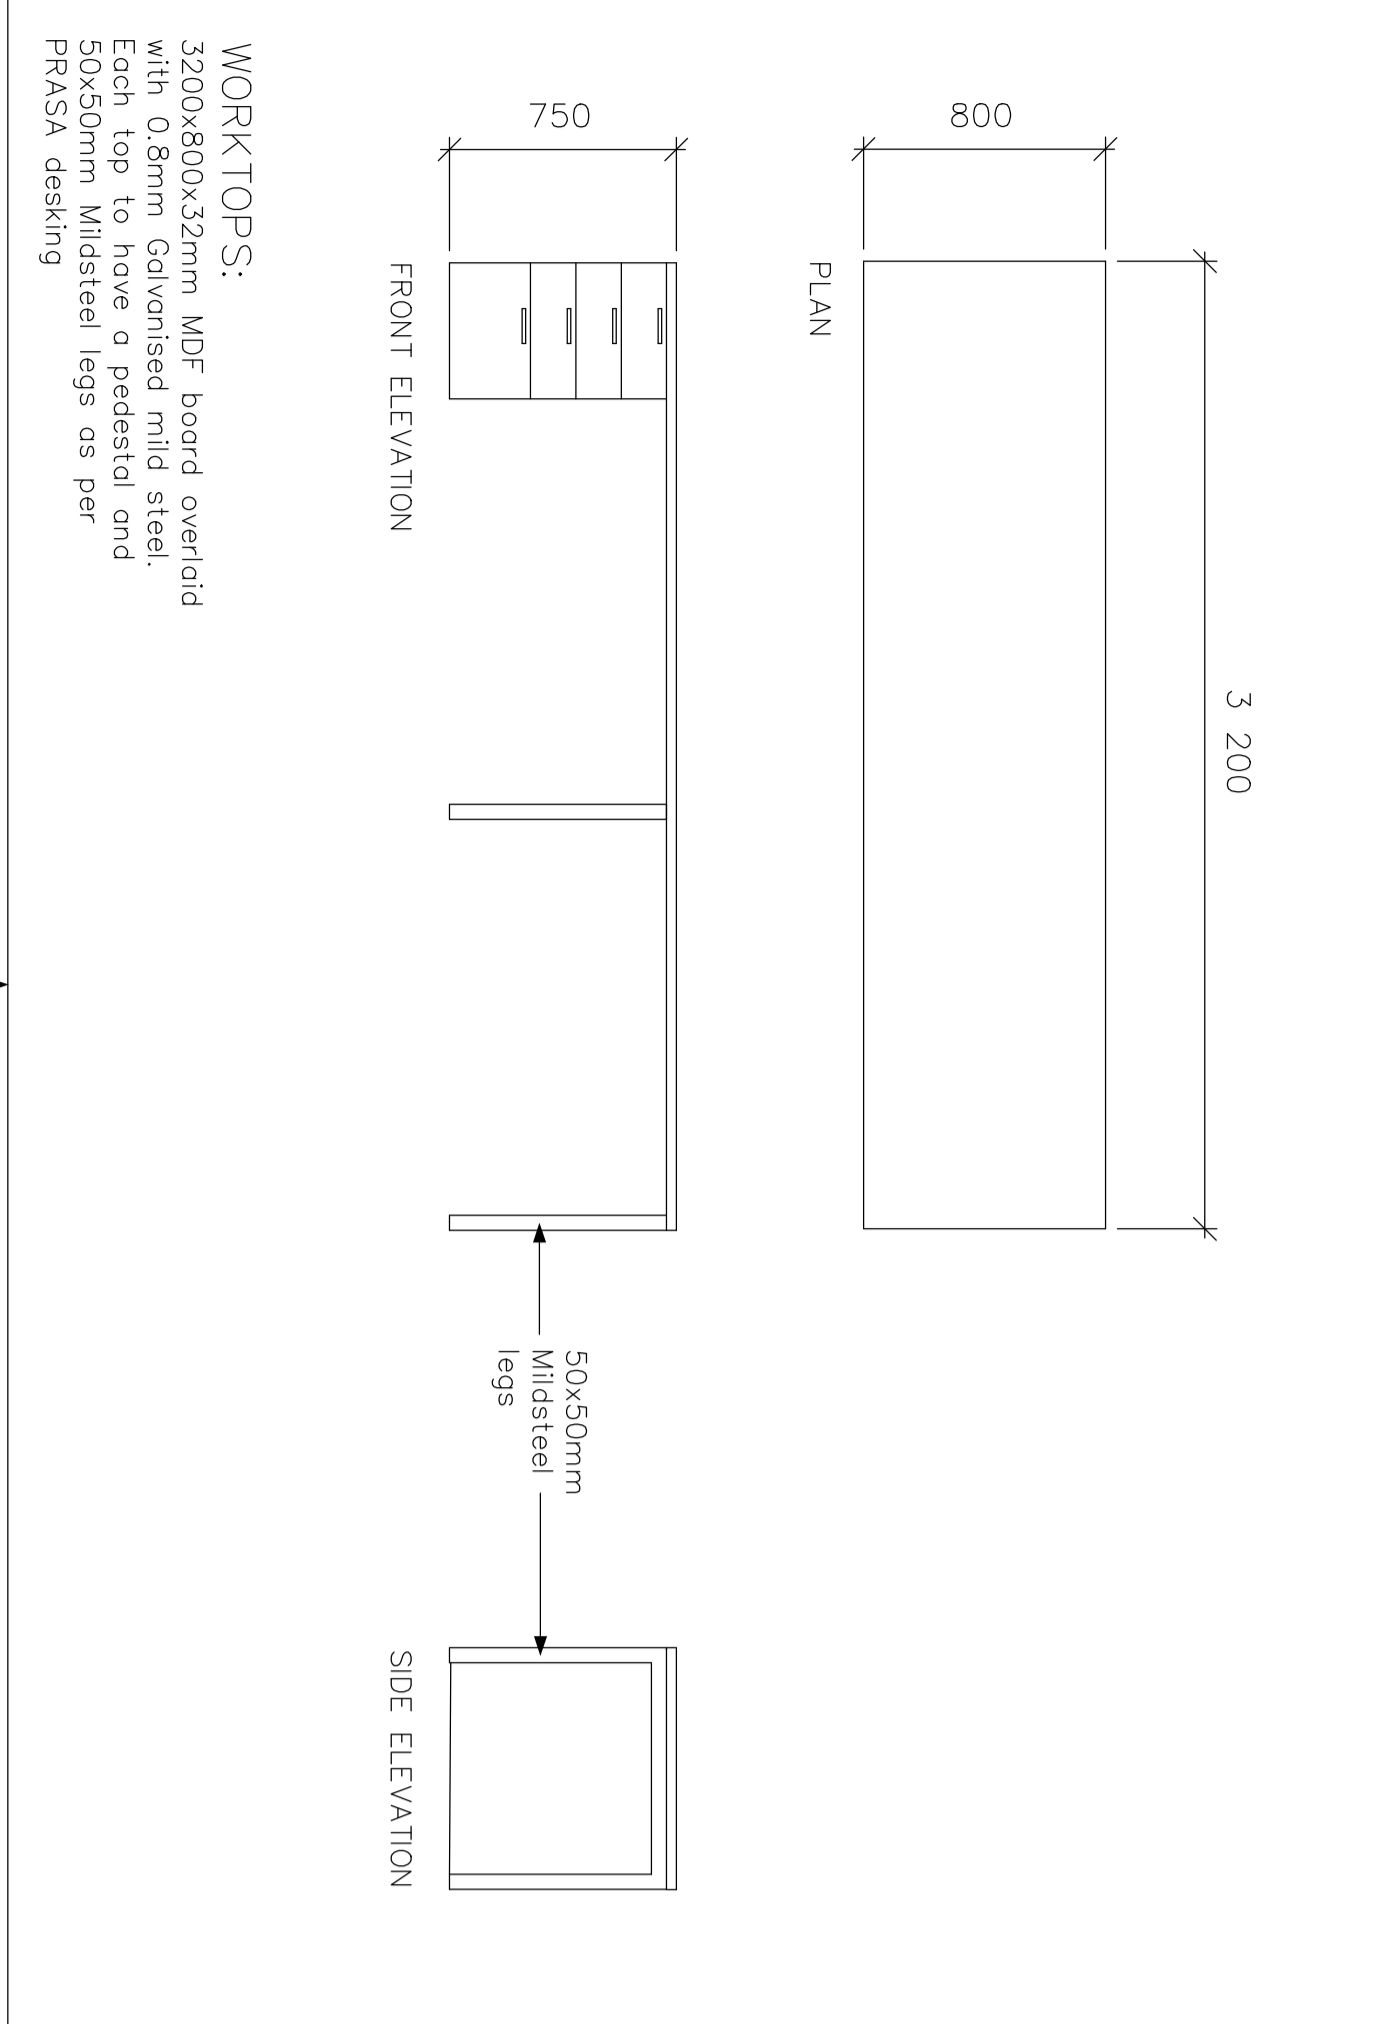 3 200
800
PLAN
750
FRONT ELEVATION
50x50mm
Mildsteel
legs
SIDE ELEVATION
WORKTOPS:
3200x800x32mm MDF board overlaid
with 0.8mm Galvanised mild steel.
Each top to have a pedestal and
50x50mm Mildsteel legs as per
PRASA desking